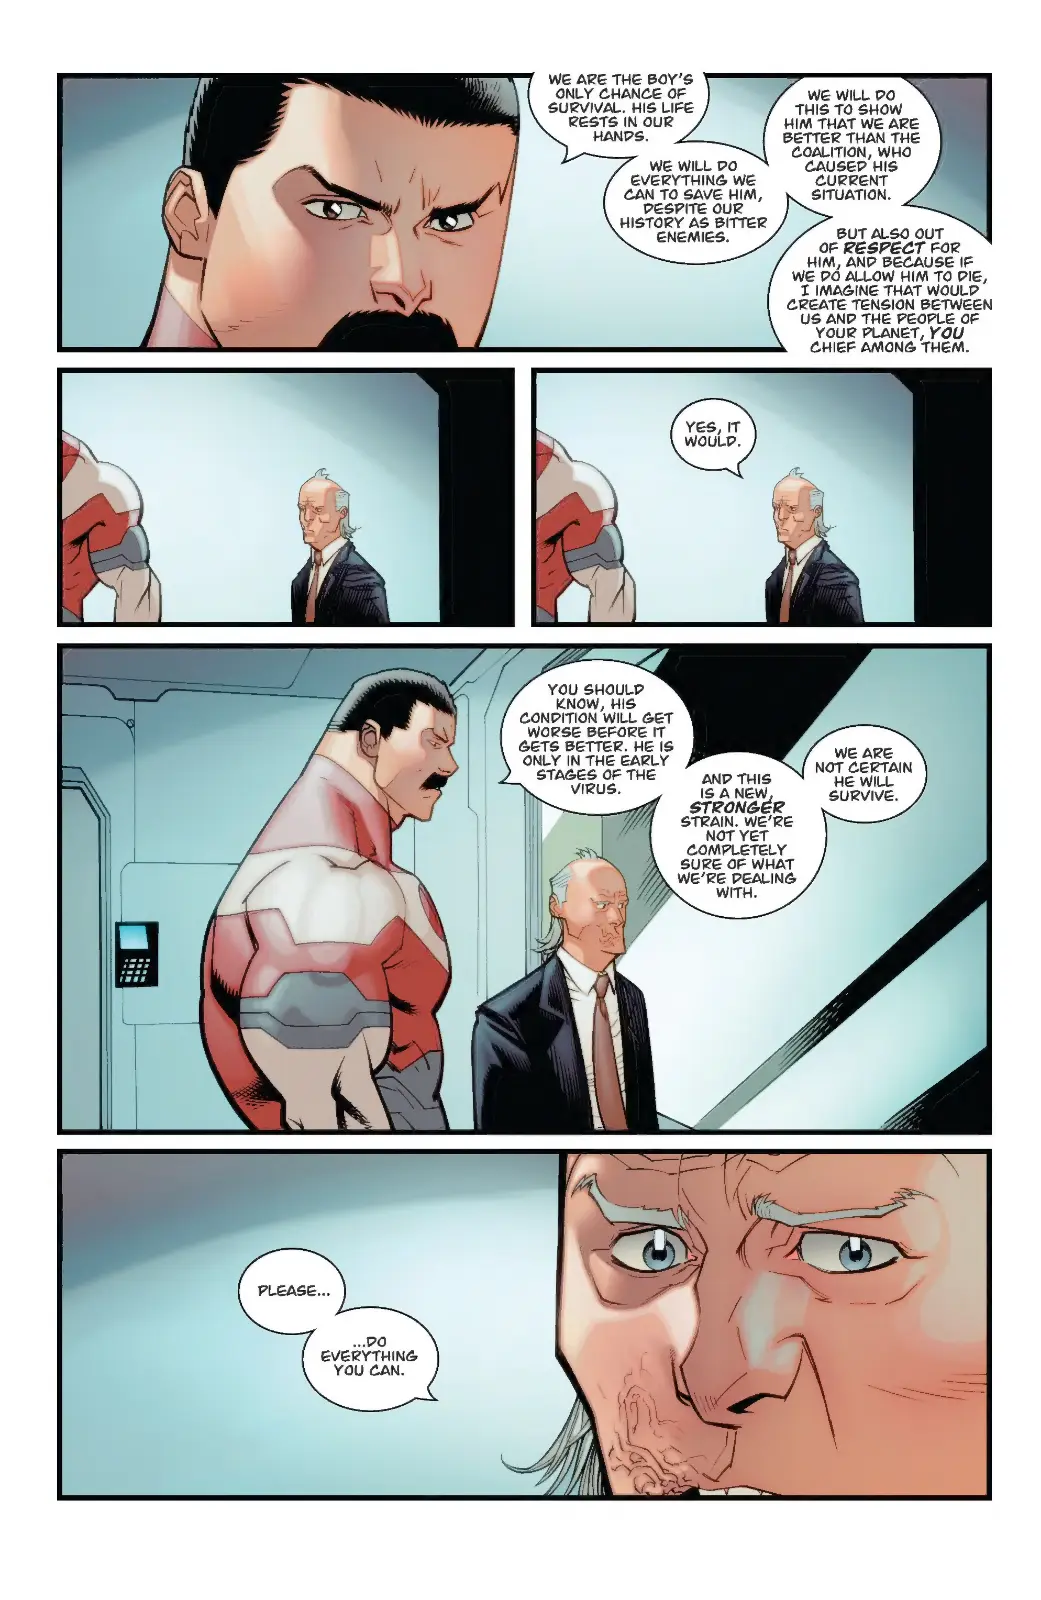 WE ARE THE BOY'S
ONLY CHANCE OF
SURVIVAL. HIS LIFE
RESTS IN OUR
HANDS.
WE WILL DO
EVERYTHING WE
CAN TO SAVE HIM,
DESPITE OUR
HISTORY AS BITTER
ENEMIES.
WE WILL DO
THIS TO SHOW
HIM THAT WE ARE
BETTER THAN THE
COALITION, WHO
CAUSED HIS
CURRENT
SITUATION.
BUT ALSO OUT
OF RESPECT FOR
HIM, AND BECAUSE IF
WE DO ALLOW HIM TO DIE,
I IMAGINE THAT WOULD
CREATE TENSION BETWEEN
US AND THE PEOPLE OF
YOUR PLANET, YOU
CHIEF AMONG THEM.
YES, IT
WOULD.
YOU SHOULD
KNOW, HIS
CONDITION WILL GET
WORSE BEFORE IT
GETS BETTER. HE IS
ONLY IN THE EARLY
STAGES OF THE
VIRUS.
AND THIS
IS A NEW,
STRONGER
STRAIN. WE'RE
NOT YET
COMPLETELY
SURE OF WHAT
WE'RE DEALING
WITH.
WE ARE
NOT CERTAIN
HE WILL
SURVIVE.
PLEASE...
...DO
EVERYTHING
YOU CAN.